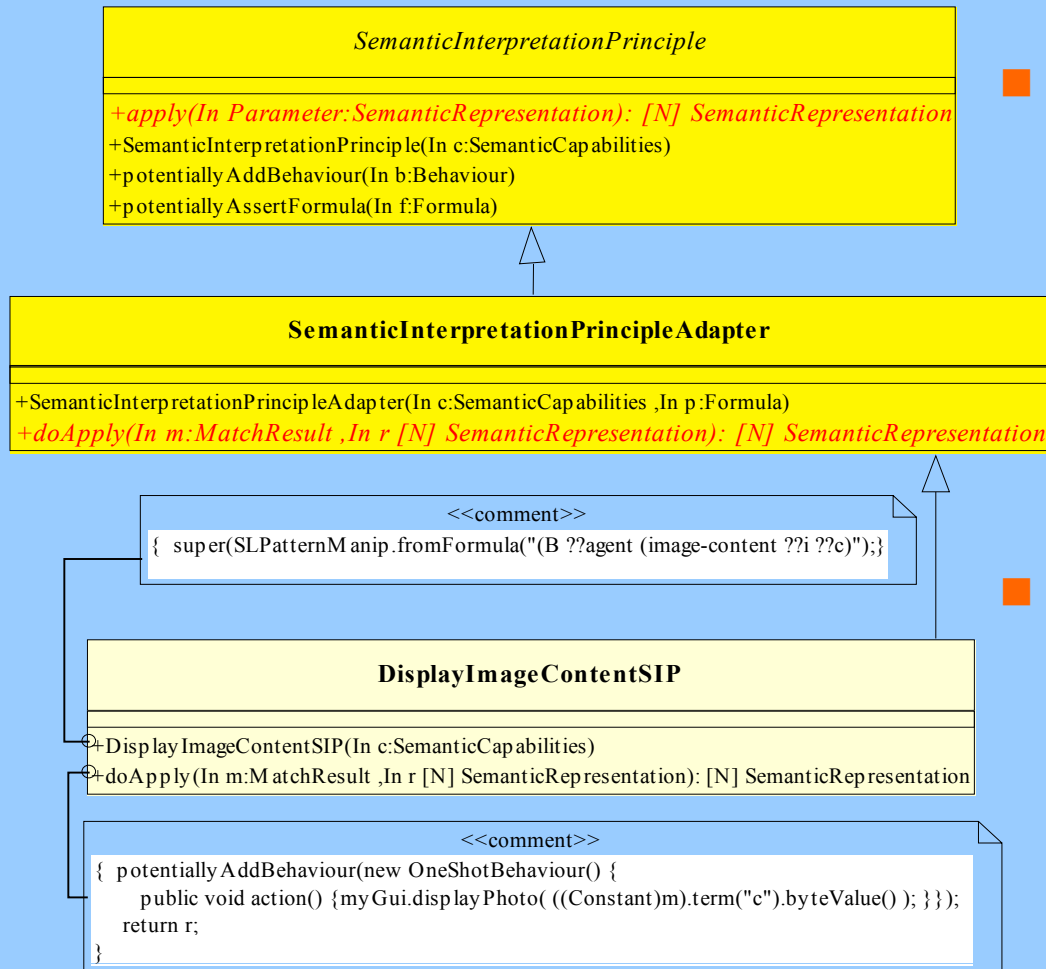 SemanticInterpretationPrinciple
+apply(In Parameter:SemanticRepresentation): [N] SemanticRepresentation
+SemanticInterpretationPrinciple(In c:SemanticCapabilities)
+potentiallyAddBehaviour(In b:Behaviour)
+potentiallyAssertFormula(In f:Formula)
SemanticInterpretationPrincipleAdapter
+SemanticInterpretationPrincipleAdapter(In c:SemanticCapabilities ,In p:Formula)
+doApply(In m:MatchResult ,In r [N] SemanticRepresentation): [N] SemanticRepresentation
<<comment>>
{ super(SLPatternManip.fromFormula("(B ??agent (image-content ??i ??c)");}
DisplayImageContentSIP
+DisplayImageContentSIP(In c:SemanticCapabilities)
+doApply(In m:MatchResult ,In r [N] SemanticRepresentation): [N] SemanticRepresentation
<<comment>>
{ potentiallyAddBehaviour(new OneShotBehaviour() {
public void action() {myGui.displayPhoto( ((Constant)m).term("c").byteValue() ); }});
return r;
}